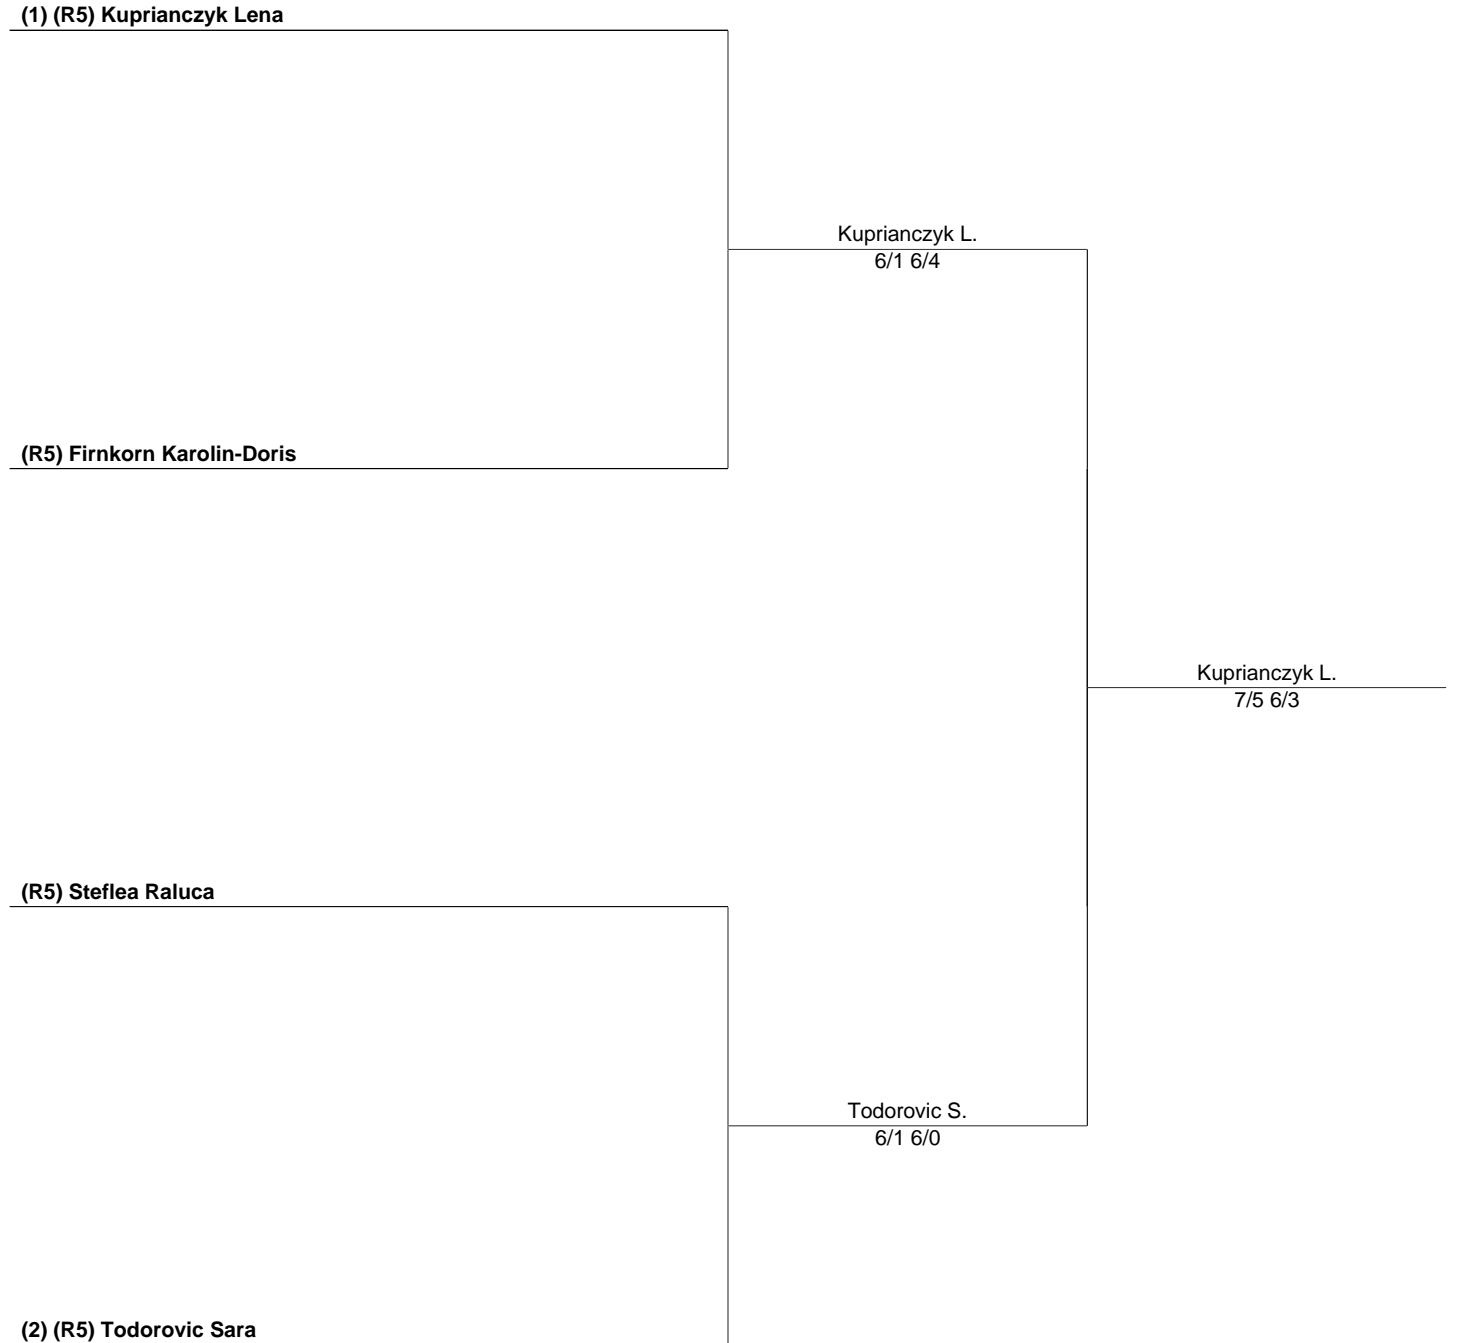 (1) (R5) Kuprianczyk Lena
Kuprianczyk L.
6/1 6/4
(R5) Firnkorn Karolin-Doris
Kuprianczyk L.
7/5 6/3
(R5) Steflea Raluca
Todorovic S.
6/1 6/0
(2) (R5) Todorovic Sara